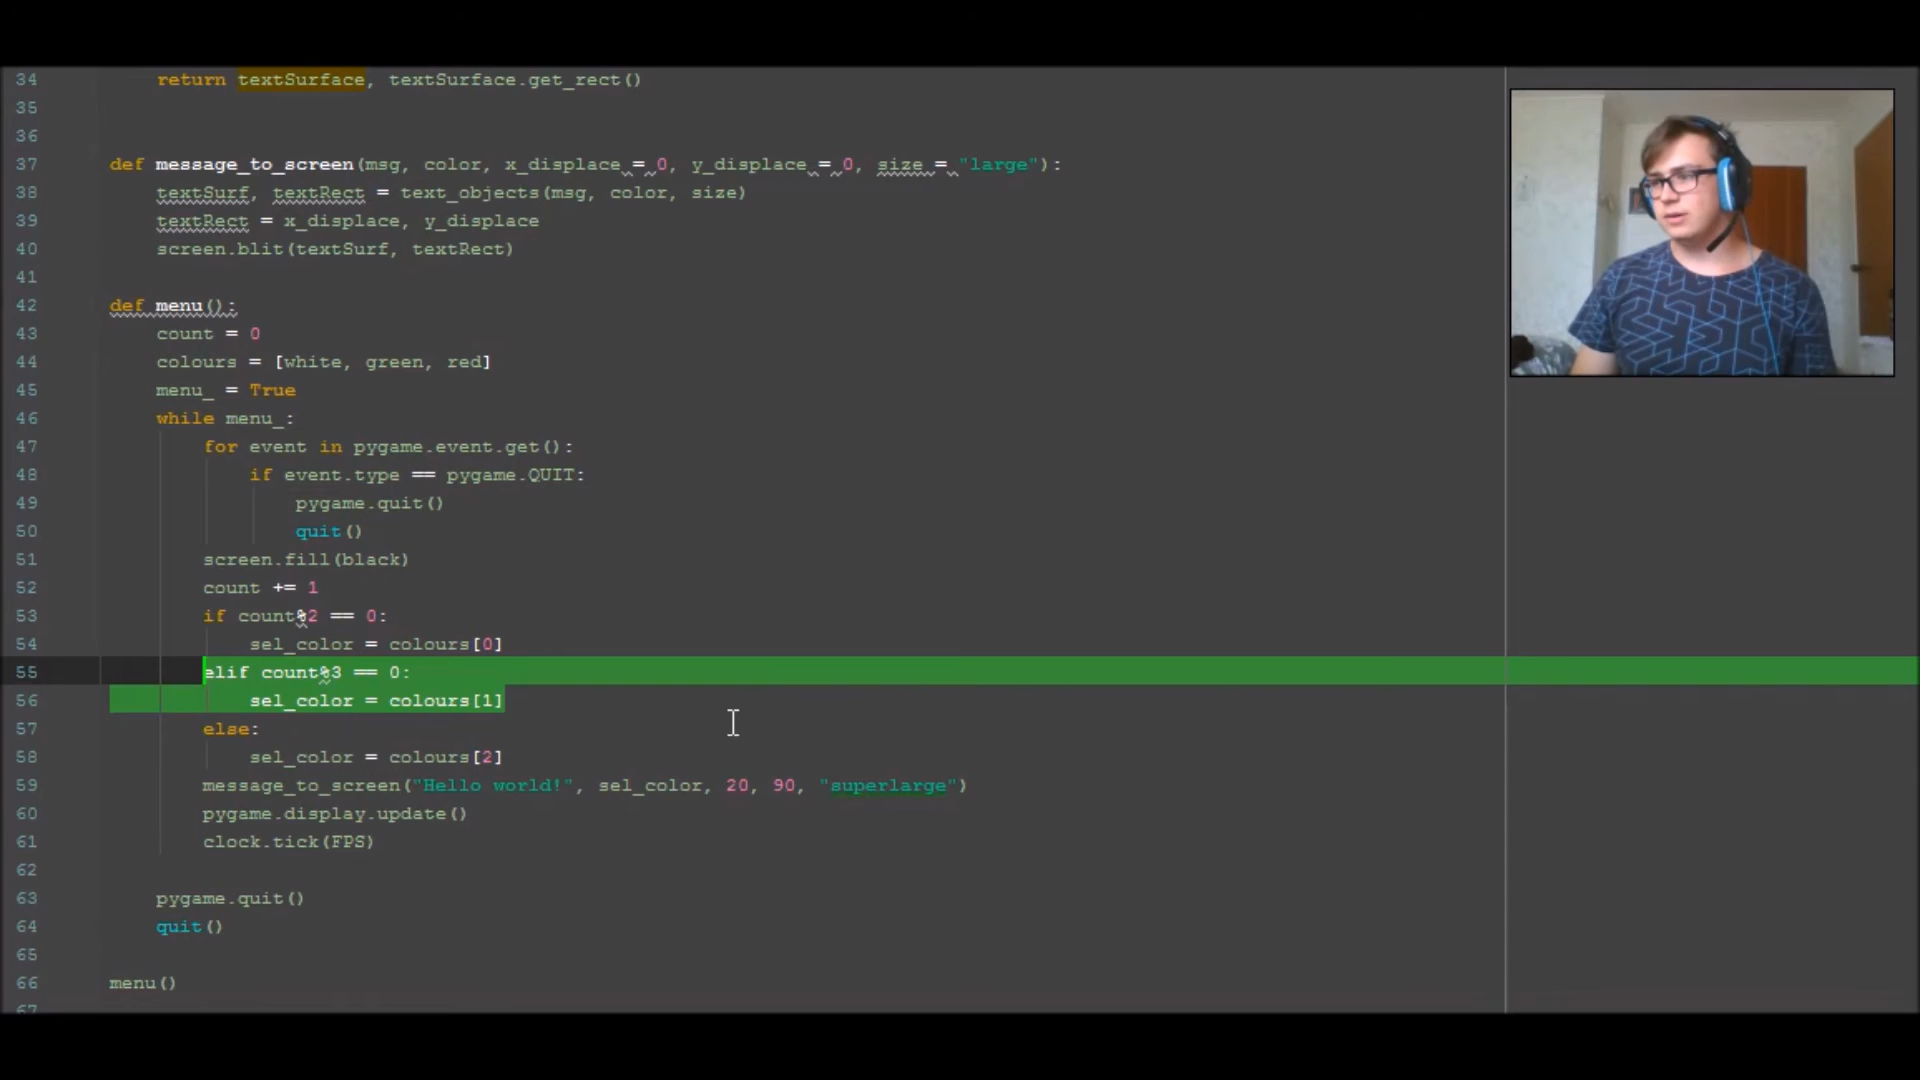 34 return textSurface, textSurface.get_rect()
35
36
37 def message_to_screen(msg, color, x_displace = 0, y_displace = 0, size = "large"):
38 textSurf, textRect = text_objects(msg, color, size)
39 textRect = x_displace, y_displace
40 screen.blit(textSurf, textRect)
41
42 def menu():
43 count = 0
44 colours = [white, green, red]
45 menu_ = True
46 while menu_:
47 for event in pygame.event.get():
48 if event.type == pygame.QUIT:
49 pygame.quit()
50 quit()
51 screen.fill(black)
52 count += 1
53 if count%2 == 0:
54 sel_color = colours[0]
55 elif count%3 == 0:
56 sel_color = colours[1]
57 else:
58 sel_color = colours[2]
59 message_to_screen("Hello world!", sel_color, 20, 90, "superlarge")
60 pygame.display.update()
61 clock.tick(FPS)
62
63 pygame.quit()
64 quit()
65
66 menu()
67